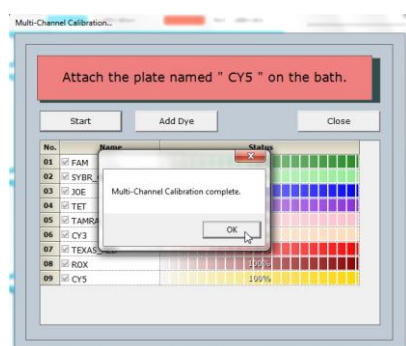 Multi-Channel Calibration...
Attach the plate named " CY5 " on the bath.
Start Add Dye Close
No. Name Status
01 FAM
02 SYBR_
03 JOE
04 TET
05 TAMRA
06 CY3
07 TEXAS_RED
08 ROX 100%
09 CY5 100%
Multi-Channel Calibration complete.
OK